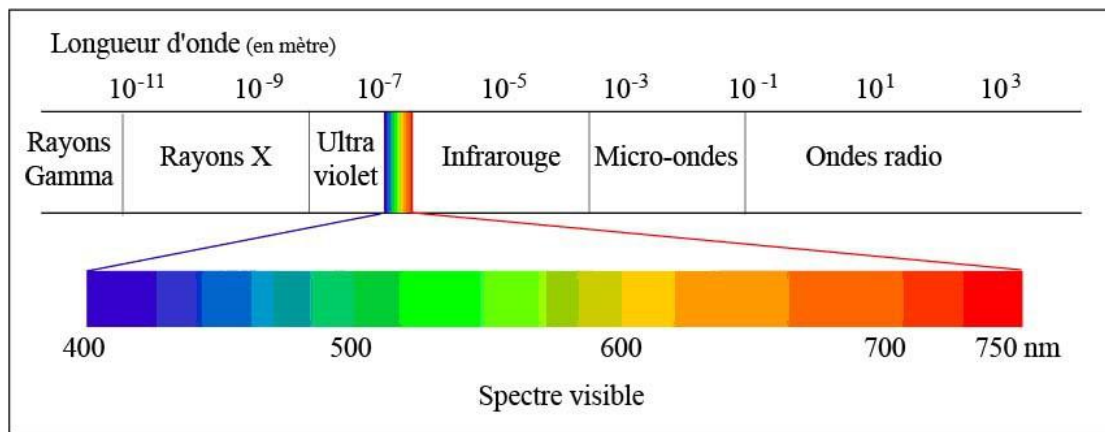 Longueur d'onde (en mètre)
10⁻¹¹ 10⁻⁹ 10⁻⁷ 10⁻⁵ 10⁻³ 10⁻¹ 10¹ 10³
Rayons Gamma Rayons X Ultra violet Infrarouge Micro-ondes Ondes radio
400 500 600 700 750 nm
Spectre visible